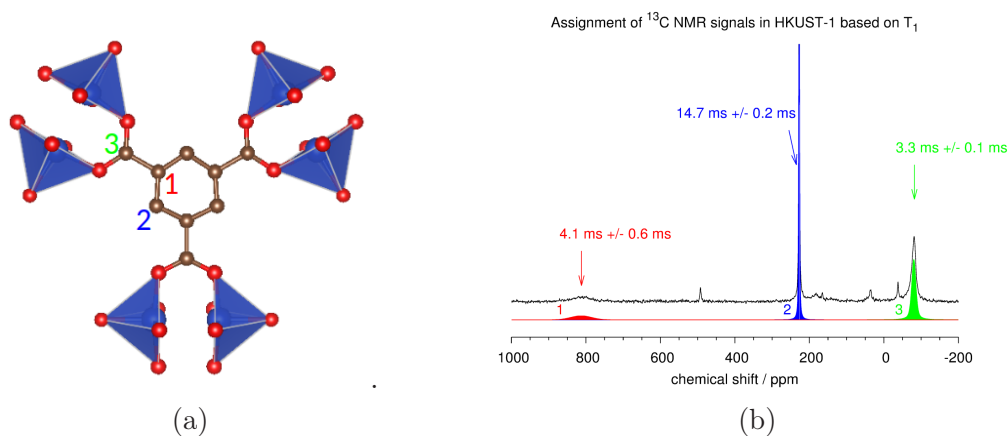 3
1
2
.
(a)
Assignment of ¹³C NMR signals in HKUST-1 based on T₁
14.7 ms +/- 0.2 ms
3.3 ms +/- 0.1 ms
4.1 ms +/- 0.6 ms
1 2 3
1000 800 600 400 200 0 -200
chemical shift / ppm
(b)